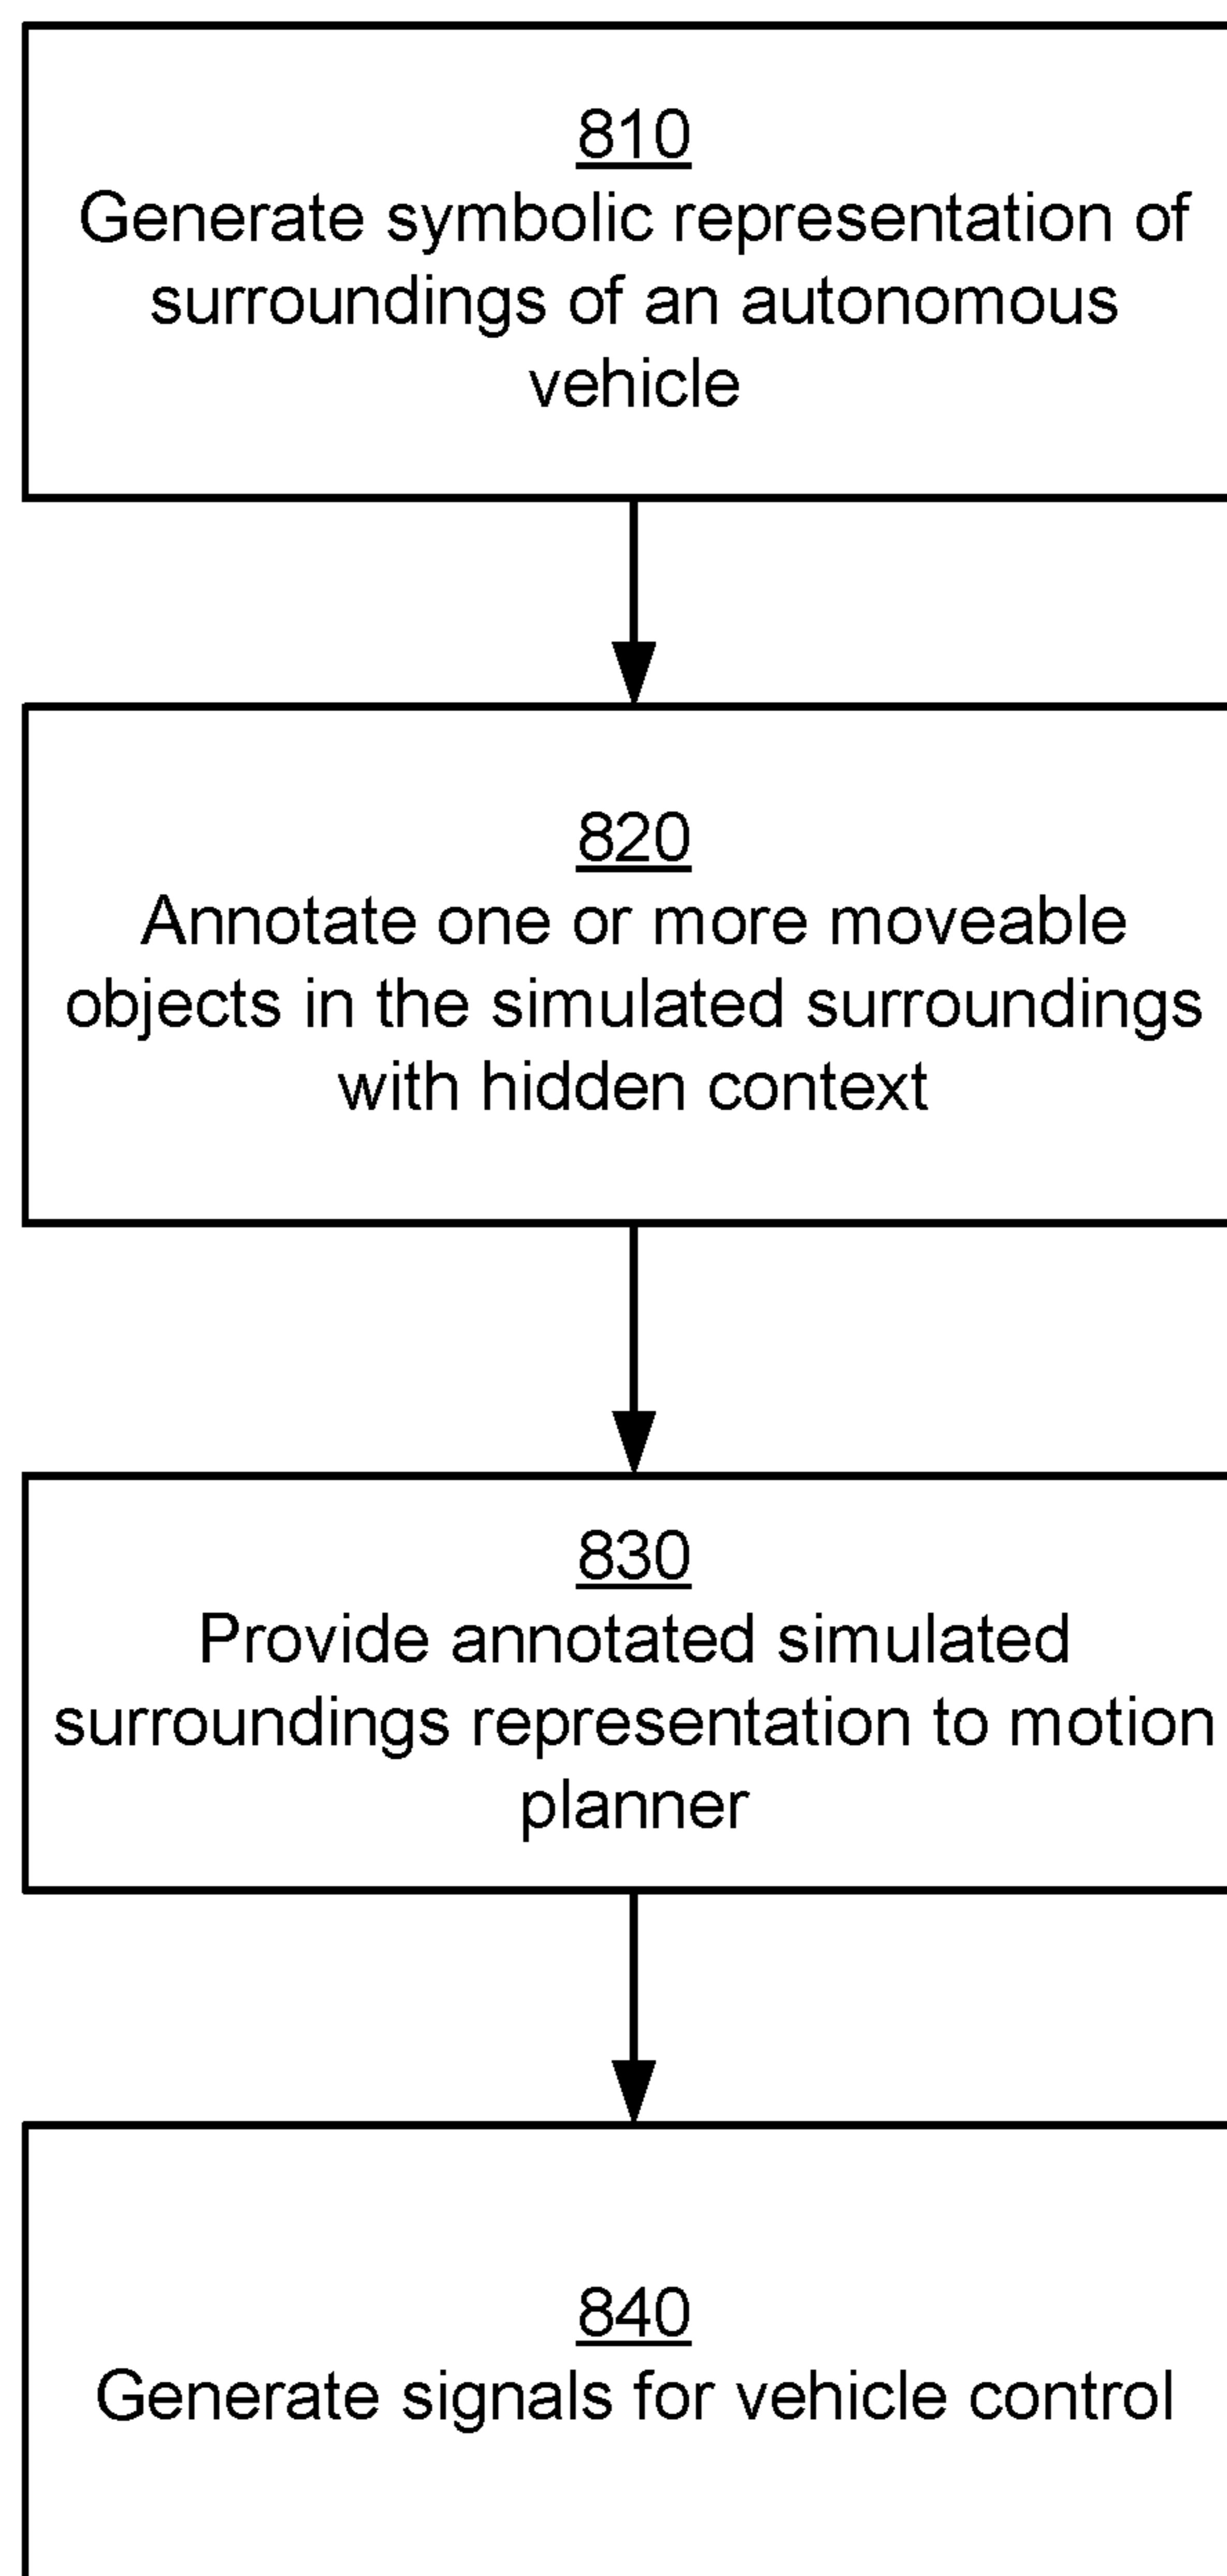 810
Generate symbolic representation of
surroundings of an autonomous
vehicle
820
Annotate one or more moveable
objects in the simulated surroundings
with hidden context
830
Provide annotated simulated
surroundings representation to motion
planner
840
Generate signals for vehicle control